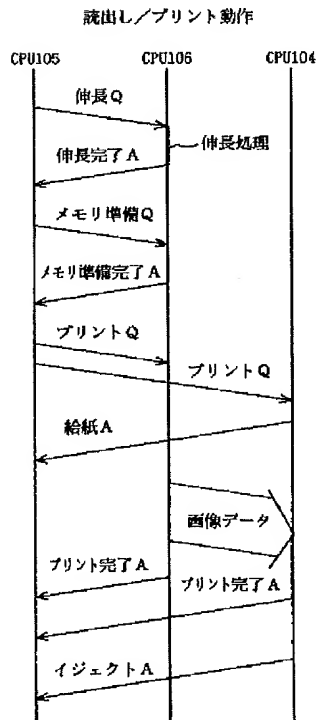 読出し／プリント動作
CPU105 CPU106 CPU104
伸長Q
伸長処理
伸長完了A
メモリ準備Q
メモリ準備完了A
プリントQ
プリントQ
給紙A
画像データ
プリント完了A
プリント完了A
イジェクトA